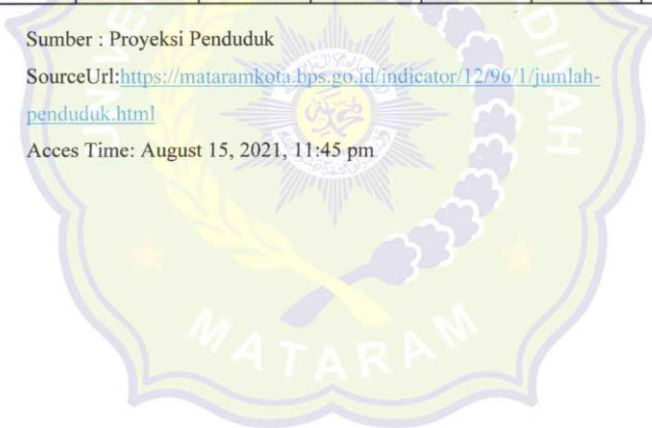 Sumber : Proyeksi Penduduk
SourceUrl:https://mataramkota.bps.go.id/indicator/12/96/1/jumlah-
penduduk.html
Acces Time: August 15, 2021, 11:45 pm
MATARAM